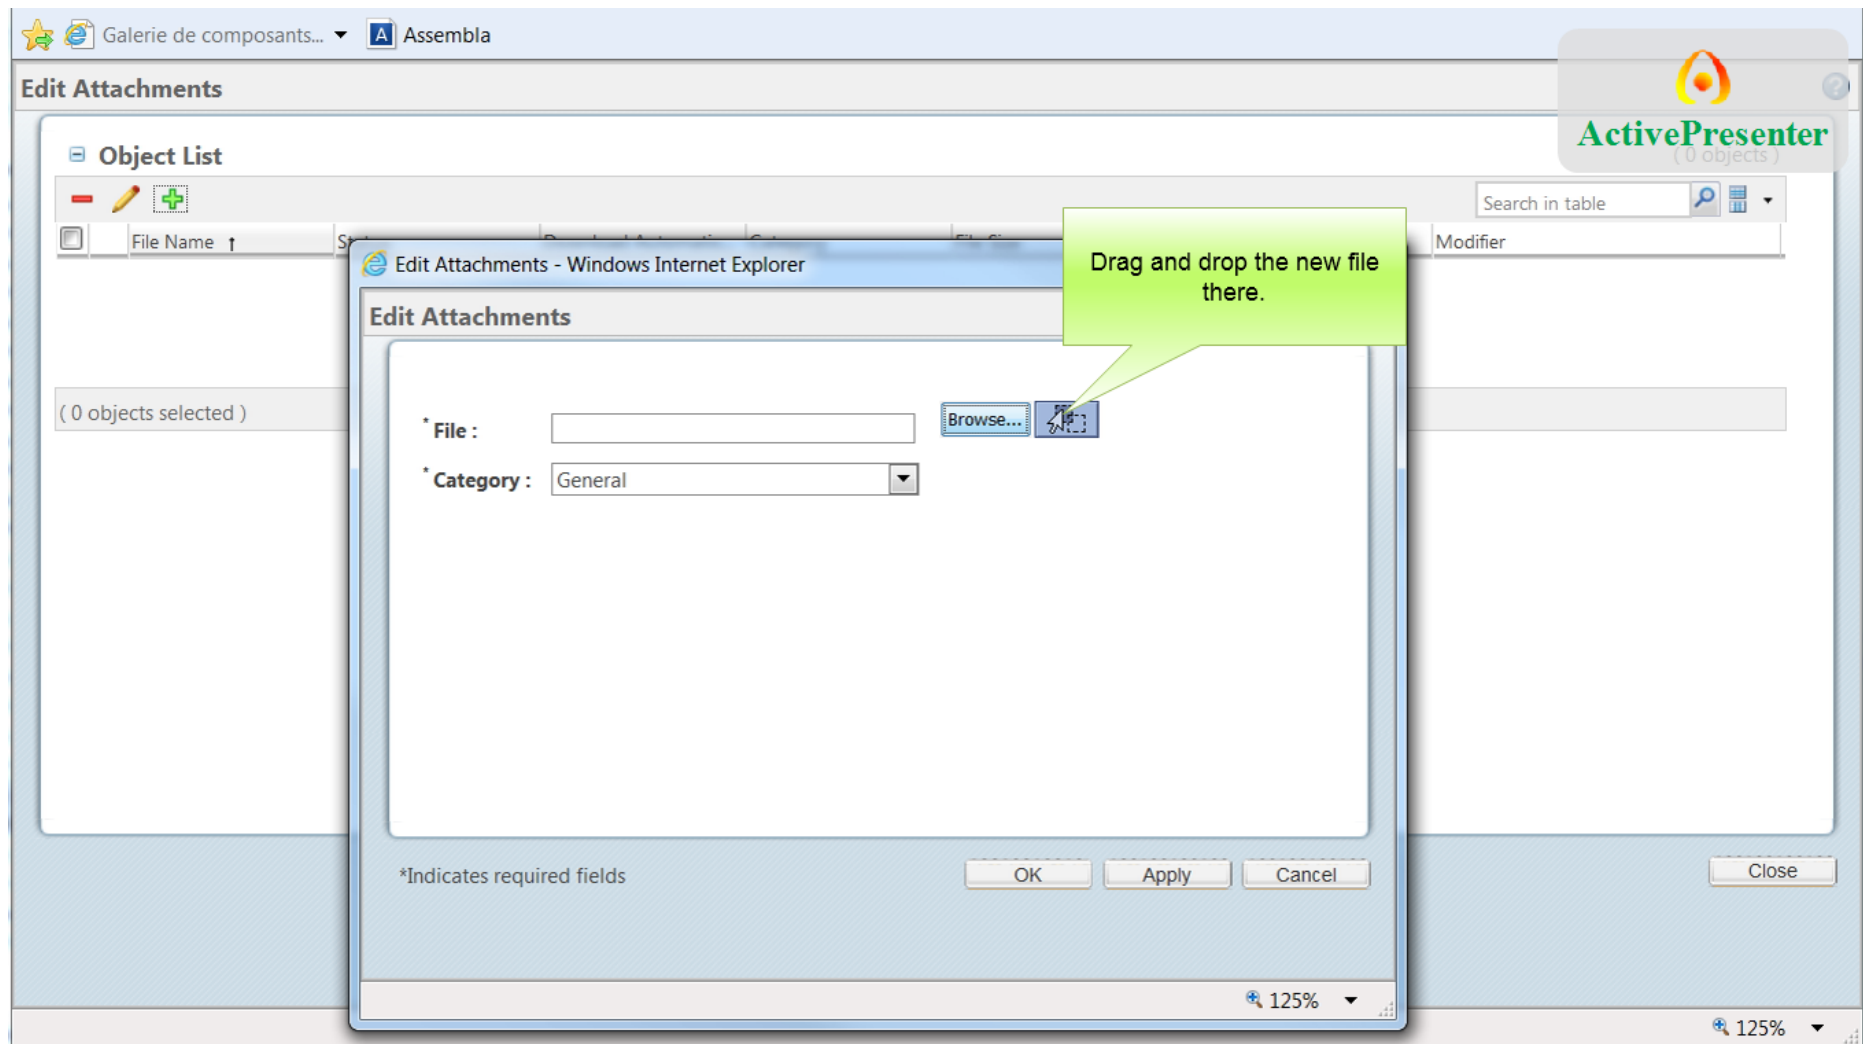 Galerie de composants... Assembla
Edit Attachments
ActivePresenter
Object List
( 0 objects )
Search in table
File Name
Modifier
Edit Attachments - Windows Internet Explorer
Drag and drop the new file
there.
Edit Attachments
( 0 objects selected )
* File :
Browse...
* Category :
General
*Indicates required fields
OK
Apply
Cancel
Close
125%
125%